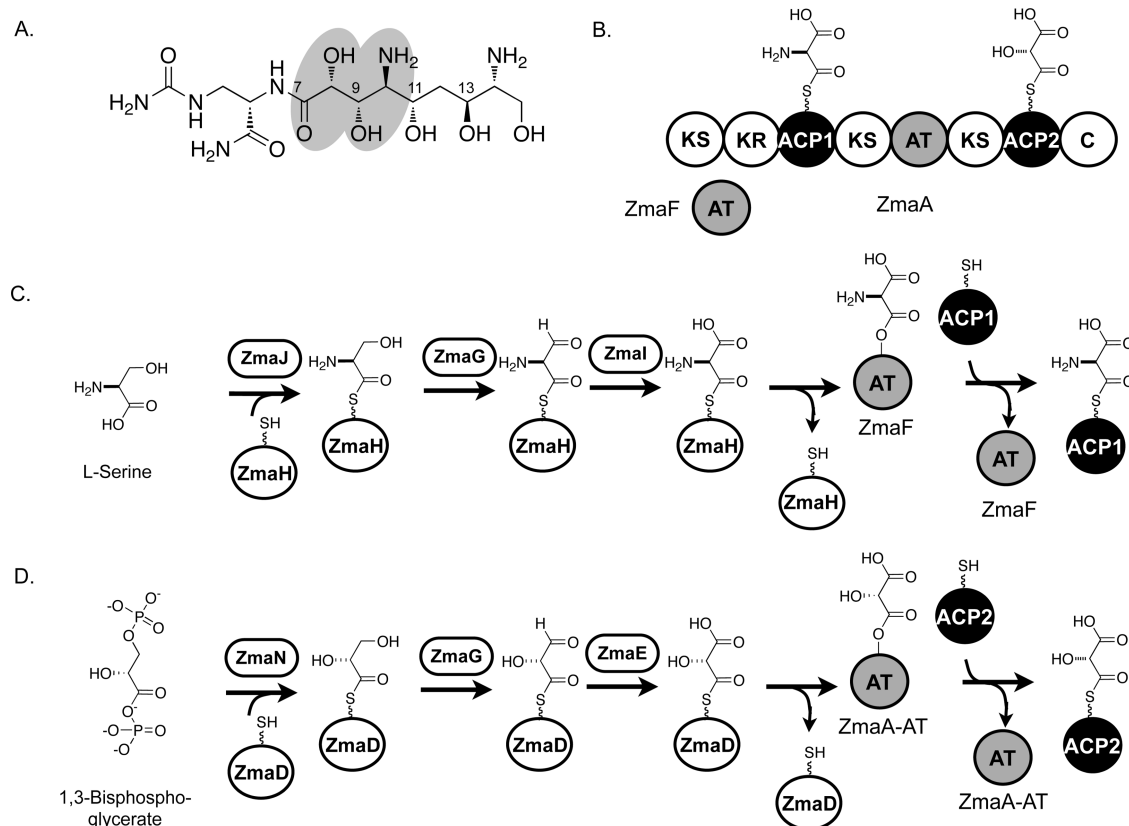 A.
B.
O
H2N
N
H
H
N
7
O
OH
9
OH
NH2
11
OH
13
OH
NH2
OH
H2N
O
HO
O
H2N
O
S
HO
O
HO
O
S
KS
KR
ACP1
KS
AT
KS
ACP2
C
ZmaF
AT
ZmaA
C.
OH
H2N
O
HO
L-Serine
ZmaJ
SH
ZmaH
OH
H2N
O
S
ZmaH
ZmaG
H
O
H2N
O
S
ZmaH
ZmaI
HO
O
H2N
O
S
ZmaH
SH
ZmaH
HO
O
H2N
O
O
AT
ZmaF
SH
ACP1
AT
ZmaF
HO
O
H2N
O
S
ACP1
D.
O-
-O
P
O
O
HO
O
O
-O
P
O
-O
1,3-Bisphospho-
glycerate
ZmaN
SH
ZmaD
OH
HO
O
S
ZmaD
ZmaG
H
O
HO
O
S
ZmaD
ZmaE
HO
O
HO
O
S
ZmaD
SH
ZmaD
HO
O
HO
O
O
AT
ZmaA-AT
SH
ACP2
AT
ZmaA-AT
HO
O
HO
O
S
ACP2